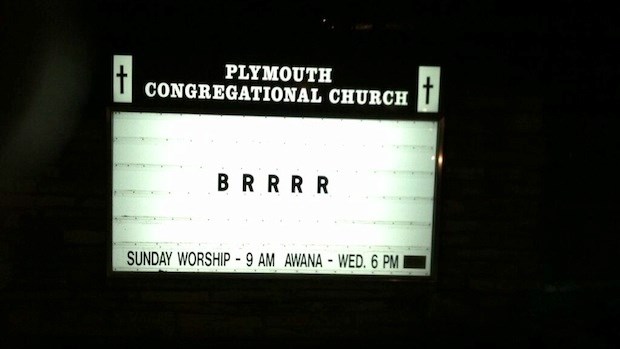 PLYMOUTH
CONGREGATIONAL CHURCH
BRRRR
SUNDAY WORSHIP - 9 AM AWANA - WED. 6 PM